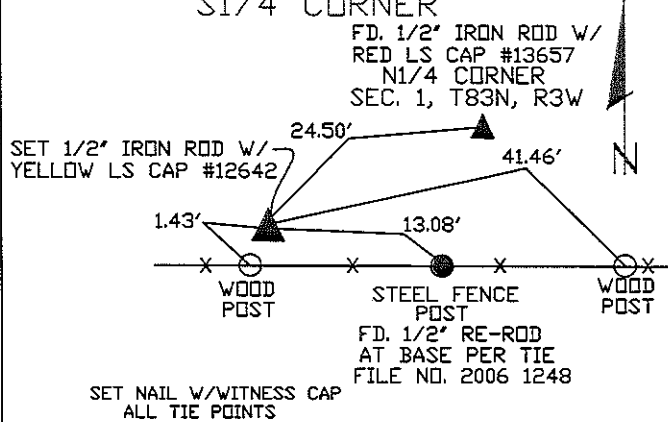 S1/4 CORNER
FD. 1/2" IRON ROD W/
RED LS CAP #13657
N1/4 CORNER
SEC. 1, T83N, R3W
SET 1/2" IRON ROD W/
YELLOW LS CAP #12642
24.50'
41.46'
N
1.43'
13.08'
X X X X
WOOD
POST
STEEL FENCE
POST
WOOD
POST
FD. 1/2" RE-ROD
AT BASE PER TIE
FILE NO. 2006 1248
SET NAIL W/WITNESS CAP
ALL TIE POINTS